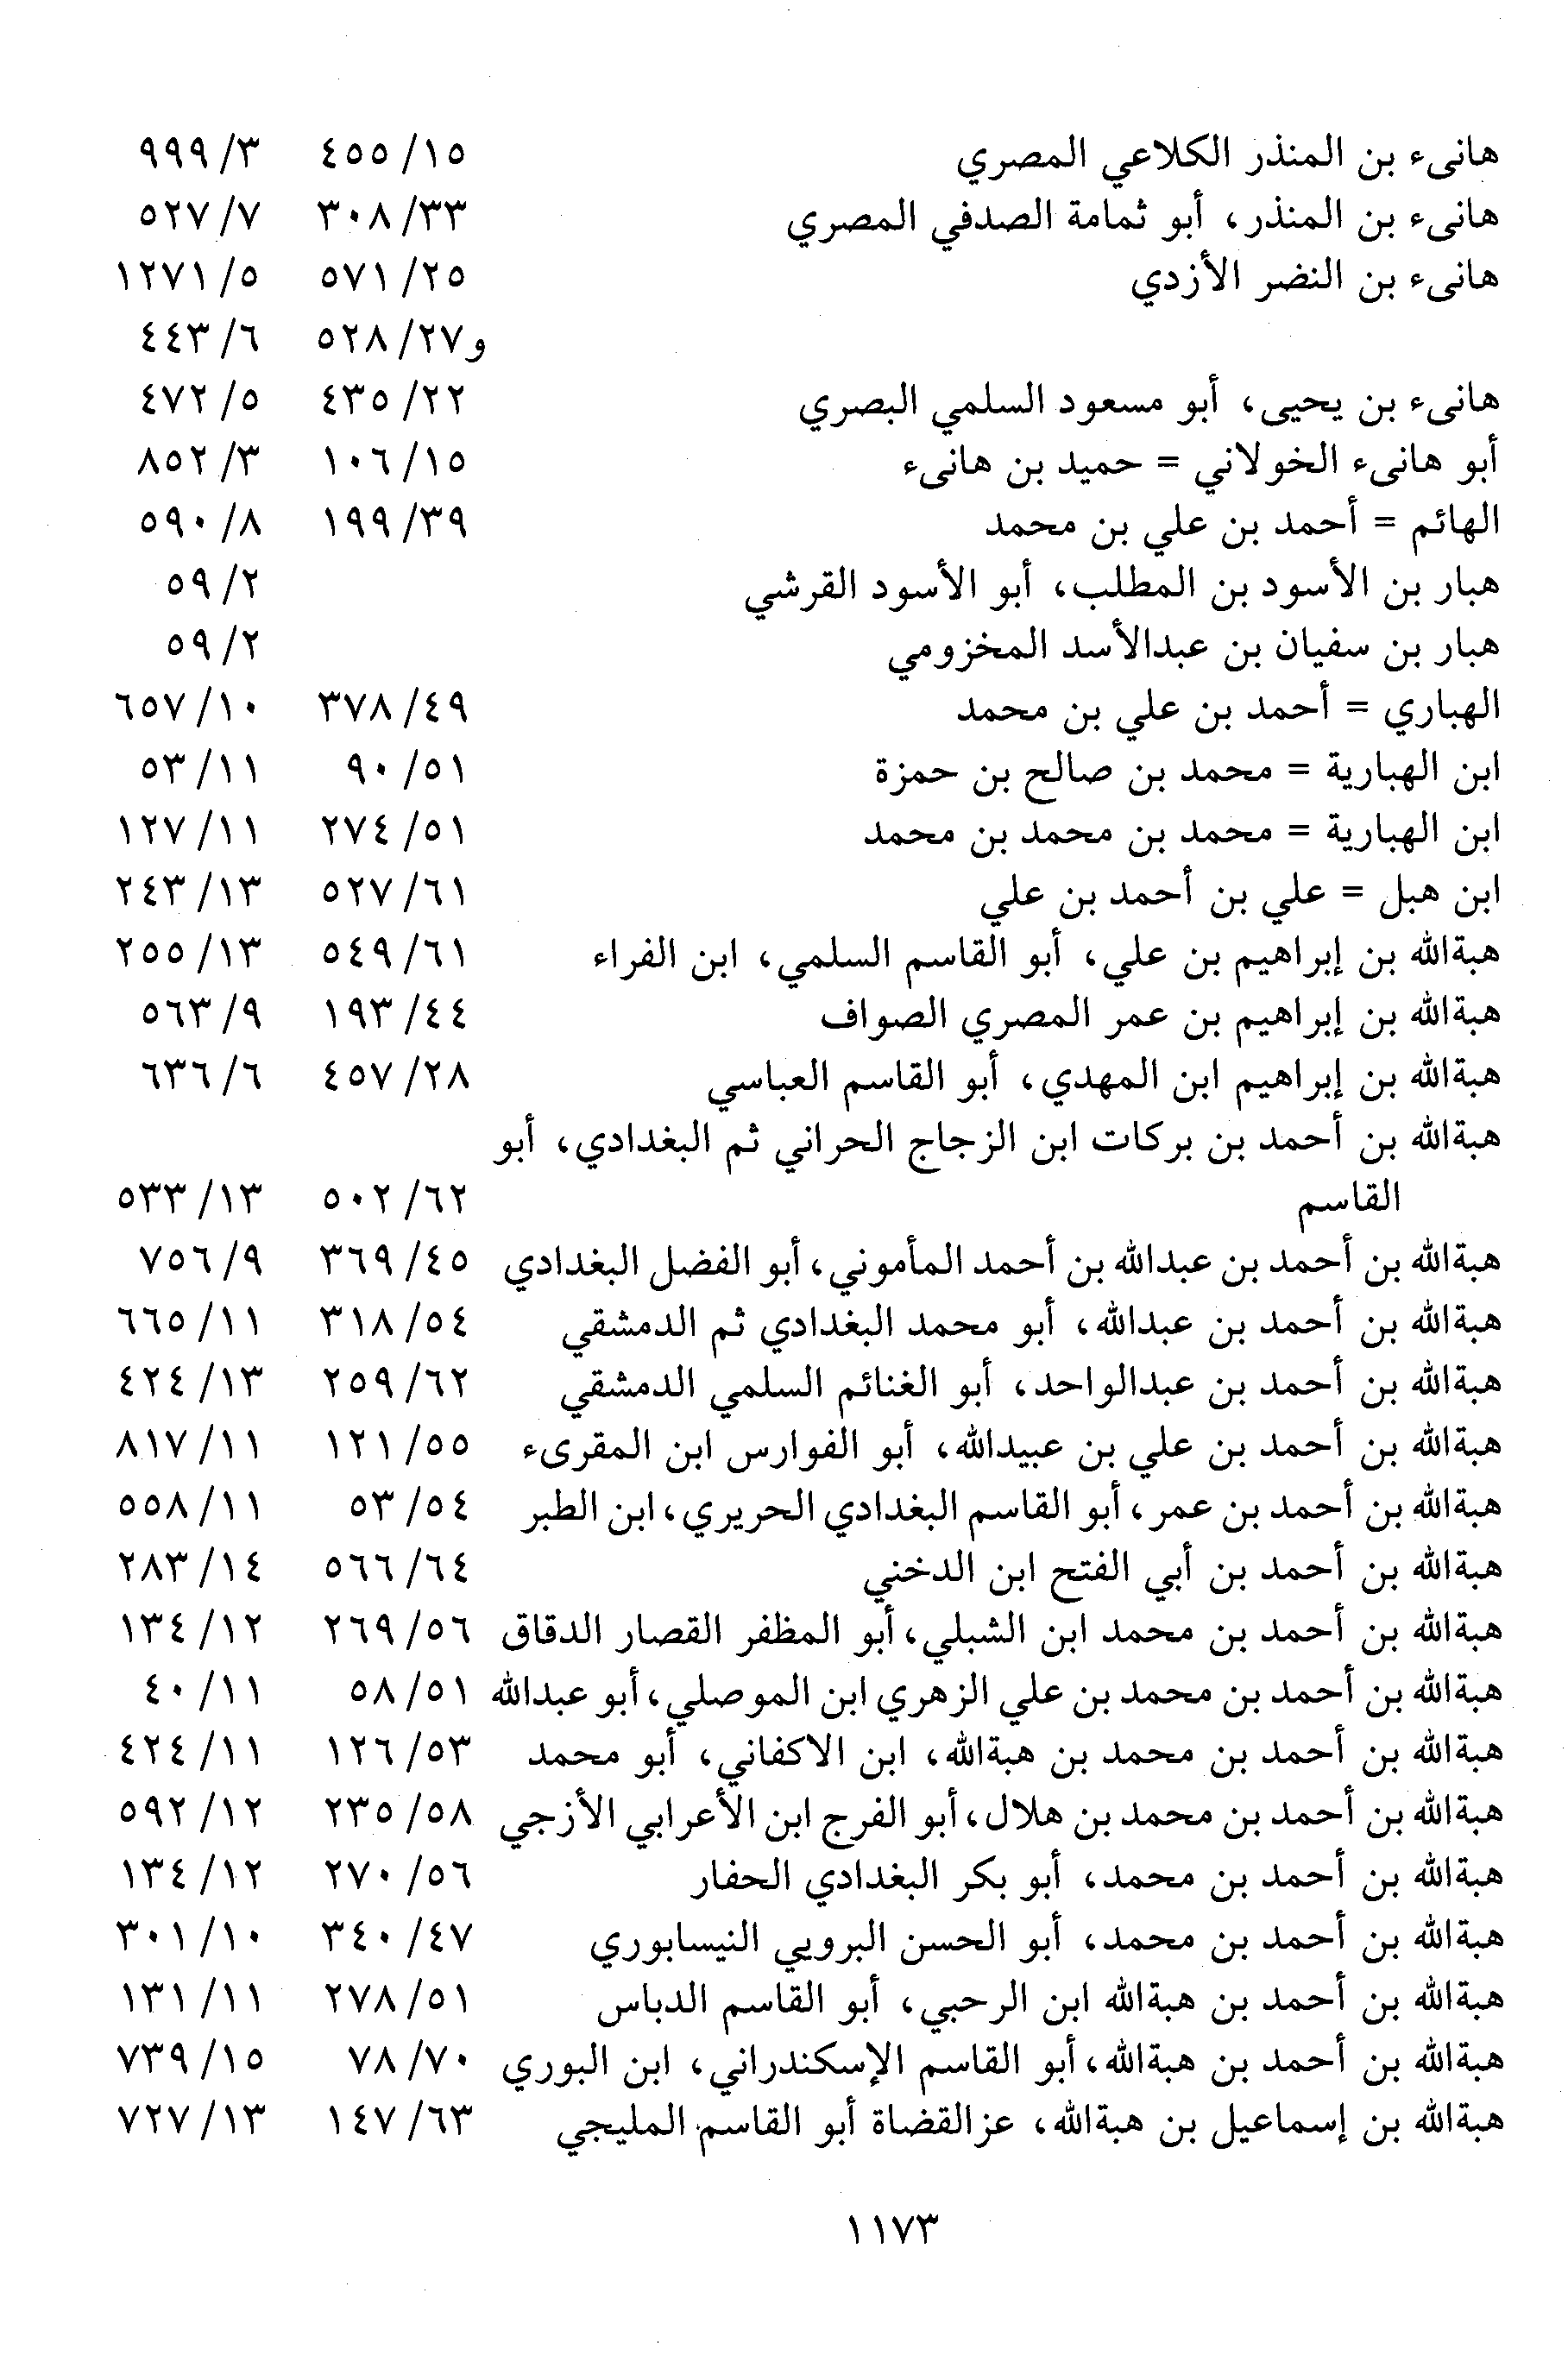 هانىء بن المنذر الكلاعي المصري ١٥/ ٤٥٥ ٣/ ٩٩٩
هانىء بن المنذر، أبو ثمامة الصدفي المصري ٣٣/ ٣٠٨ ٧/ ٥٢٧
هانىء بن النضر الأزدي ٢٥/ ٥٧١ ٥/ ١٢٧١
و٢٧/ ٥٢٨ ٦/ ٤٤٣
هانىء بن يحيى، أبو مسعود السلمي البصري ٢٢/ ٤٣٥ ٥/ ٤٧٢
أبو هانىء الخولاني = حميد بن هانىء ١٥/ ١٠٦ ٣/ ٨٥٢
الهائم = أحمد بن علي بن محمد ٣٩/ ١٩٩ ٨/ ٥٩٠
هبار بن الأسود بن المطلب، أبو الأسود القرشي ٢/ ٥٩
هبار بن سفيان بن عبدالأسد المخزومي ٢/ ٥٩
الهباري = أحمد بن علي بن محمد ٤٩/ ٣٧٨ ١٠/ ٦٥٧
ابن الهبارية = محمد بن صالح بن حمزة ٥١/ ٩٠ ١١/ ٥٣
ابن الهبارية = محمد بن محمد بن محمد ٥١/ ٢٧٤ ١١/ ١٢٧
ابن هبل = علي بن أحمد بن علي ٦١/ ٥٢٧ ١٣/ ٢٤٣
هبةالله بن إبراهيم بن علي، أبو القاسم السلمي، ابن الفراء ٦١/ ٥٤٩ ١٣/ ٢٥٥
هبةالله بن إبراهيم بن عمر المصري الصواف ٤٤/ ١٩٣ ٩/ ٥٦٣
هبةالله بن إبراهيم ابن المهدي، أبو القاسم العباسي ٢٨/ ٤٥٧ ٦/ ٦٣٦
هبةالله بن أحمد بن بركات ابن الزجاج الحراني ثم البغدادي، أبو
القاسم ٦٢/ ٥٠٢ ١٣/ ٥٣٣
هبةالله بن أحمد بن عبدالله بن أحمد المأموني، أبو الفضل البغدادي ٤٥/ ٣٦٩ ٩/ ٧٥٦
هبةالله بن أحمد بن عبدالله، أبو محمد البغدادي ثم الدمشقي ٥٤/ ٣١٨ ١١/ ٦٦٥
هبةالله بن أحمد بن عبدالواحد، أبو الغنائم السلمي الدمشقي ٦٢/ ٢٥٩ ١٣/ ٤٢٤
هبةالله بن أحمد بن علي بن عبيدالله، أبو الفوارس ابن المقرىء ٥٥/ ١٢١ ١١/ ٨١٧
هبةالله بن أحمد بن عمر، أبو القاسم البغدادي الحريري، ابن الطبر ٥٤/ ٥٣ ١١/ ٥٥٨
هبةالله بن أحمد بن أبي الفتح ابن الدخني ٦٤/ ٥٦٦ ١٤/ ٢٨٣
هبةالله بن أحمد بن محمد ابن الشبلي، أبو المظفر القصار الدقاق ٥٦/ ٢٦٩ ١٢/ ١٣٤
هبةالله بن أحمد بن محمد بن علي الزهري ابن الموصلي، أبو عبدالله ٥١/ ٥٨ ١١/ ٤٠
هبةالله بن أحمد بن محمد بن هبةالله، ابن الاكفاني، أبو محمد ٥٣/ ١٢٦ ١١/ ٤٢٤
هبةالله بن أحمد بن محمد بن هلال، أبو الفرج ابن الأعرابي الأزجي ٥٨/ ٢٣٥ ١٢/ ٥٩٢
هبةالله بن أحمد بن محمد، أبو بكر البغدادي الحفار ٥٦/ ٢٧٠ ١٢/ ١٣٤
هبةالله بن أحمد بن محمد، أبو الحسن البرويي النيسابوري ٤٧/ ٣٤٠ ١٠/ ٣٠١
هبةالله بن أحمد بن هبةالله ابن الرحبي، أبو القاسم الدباس ٥١/ ٢٧٨ ١١/ ١٣١
هبةالله بن أحمد بن هبةالله، أبو القاسم الإسكندراني، ابن البوري ٧٠/ ٧٨ ١٥/ ٧٣٩
هبةالله بن إسماعيل بن هبةالله، عزالقضاة أبو القاسم المليجي ٦٣/ ١٤٧ ١٣/ ٧٢٧
١١٧٣